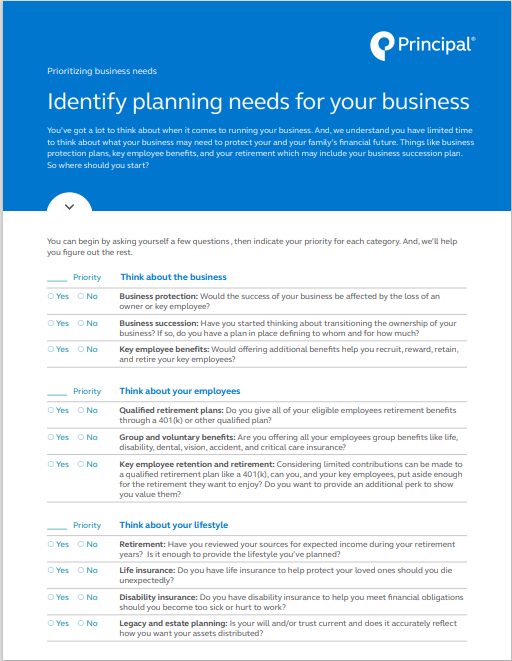 Principal®
Prioritizing business needs
Identify planning needs for your business
You've got a lot to think about when it comes to running your business. And, we understand you have limited time
to think about what your business may need to protect your and your family's financial future. Things like business
protection plans, key employee benefits, and your retirement which may include your business succession plan.
So where should you start?
You can begin by asking yourself a few questions, then indicate your priority for each category. And, we'll help
you figure out the rest.
____ Priority Think about the business
○ Yes ○ No Business protection: Would the success of your business be affected by the loss of an
owner or key employee?
○ Yes ○ No Business succession: Have you started thinking about transitioning the ownership of your
business? If so, do you have a plan in place defining to whom and for how much?
○ Yes ○ No Key employee benefits: Would offering additional benefits help you recruit, reward, retain,
and retire your key employees?
____ Priority Think about your employees
○ Yes ○ No Qualified retirement plans: Do you give all of your eligible employees retirement benefits
through a 401(k) or other qualified plan?
○ Yes ○ No Group and voluntary benefits: Are you offering all your employees group benefits like life,
disability, dental, vision, accident, and critical care insurance?
○ Yes ○ No Key employee retention and retirement: Considering limited contributions can be made to
a qualified retirement plan like a 401(k), can you, and your key employees, put aside enough
for the retirement they want to enjoy? Do you want to provide an additional perk to show
you value them?
____ Priority Think about your lifestyle
○ Yes ○ No Retirement: Have you reviewed your sources for expected income during your retirement
years? Is it enough to provide the lifestyle you've planned?
○ Yes ○ No Life insurance: Do you have life insurance to help protect your loved ones should you die
unexpectedly?
○ Yes ○ No Disability insurance: Do you have disability insurance to help you meet financial obligations
should you become too sick or hurt to work?
○ Yes ○ No Legacy and estate planning: Is your will and/or trust current and does it accurately reflect
how you want your assets distributed?